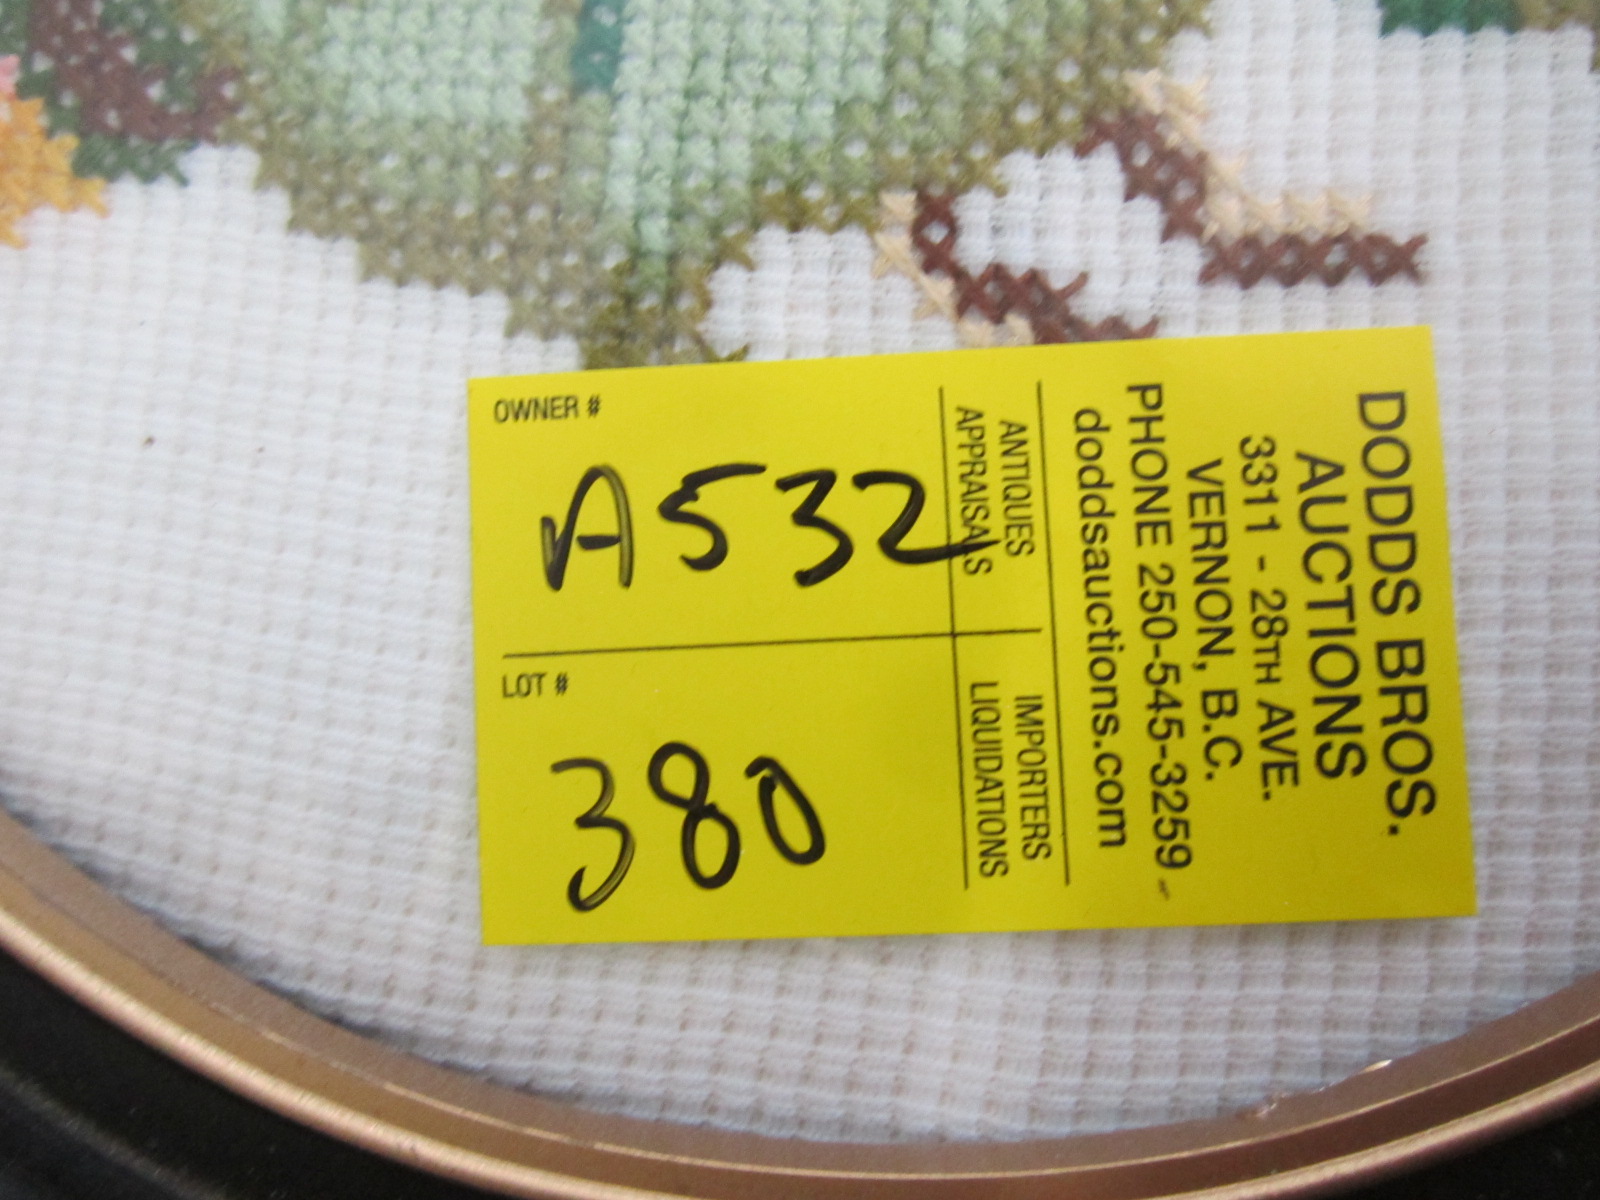 DODDS BROS.
AUCTIONS
3311 - 28TH AVE.
VERNON, B.C.
PHONE 250-545-3259
doddsauctions.com
ANTIQUES
APPRAISALS
IMPORTERS
LIQUIDATIONS
OWNER #
A532
LOT #
380